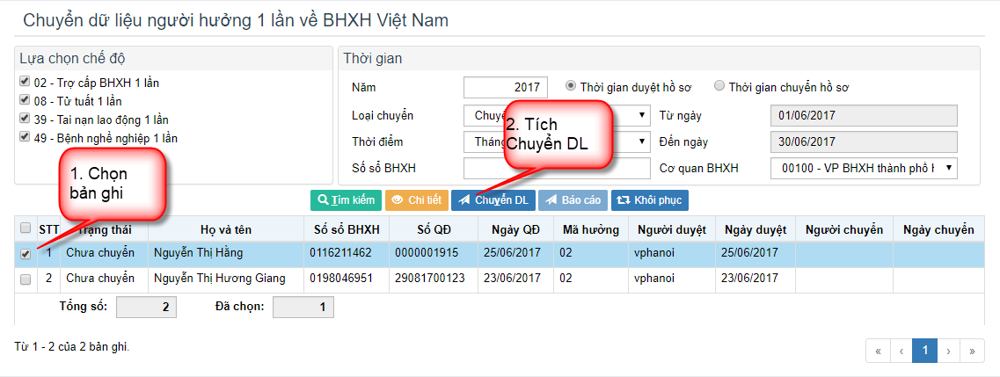 Chuyển dữ liệu người hưởng 1 lần về BHXH Việt Nam
Lựa chọn chế độ
02 - Trợ cấp BHXH 1 lần
08 - Tử tuất 1 lần
39 - Tai nạn lao động 1 lần
49 - Bệnh nghề nghiệp 1 lần
Thời gian
Năm 2017 Thời gian duyệt hồ sơ Thời gian chuyển hồ sơ
Loại chuyển Từ ngày 01/06/2017
Thời điểm Tháng Đến ngày 30/06/2017
Số sổ BHXH Cơ quan BHXH 00100 - VP BHXH thành phố
2. Tích
Chuyển DL
1. Chọn
bản ghi
Tìm kiếm Chi tiết Chuyển DL Báo cáo Khôi phục
STT Trạng thái Họ và tên Số sổ BHXH Số QĐ Ngày QĐ Mã hưởng Người duyệt Ngày duyệt Người chuyển Ngày chuyển
1 Chưa chuyển Nguyễn Thị Hằng 0116211462 0000001915 25/06/2017 02 vphanoi 25/06/2017
2 Chưa chuyển Nguyễn Thị Hương Giang 0198046951 29081700123 23/06/2017 02 vphanoi 23/06/2017
Tổng số: 2 Đã chọn: 1
Từ 1 - 2 của 2 bản ghi.
« ‹ 1 › »